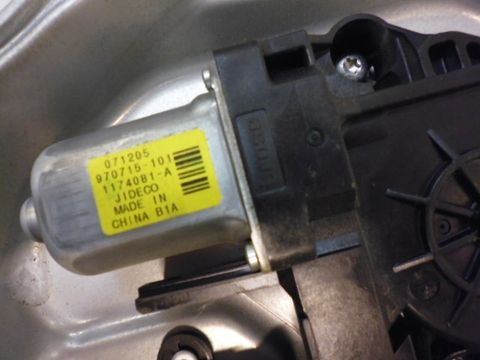 071205
970715-101
1174081-A
JIDECO
MADE IN
CHINA B1A